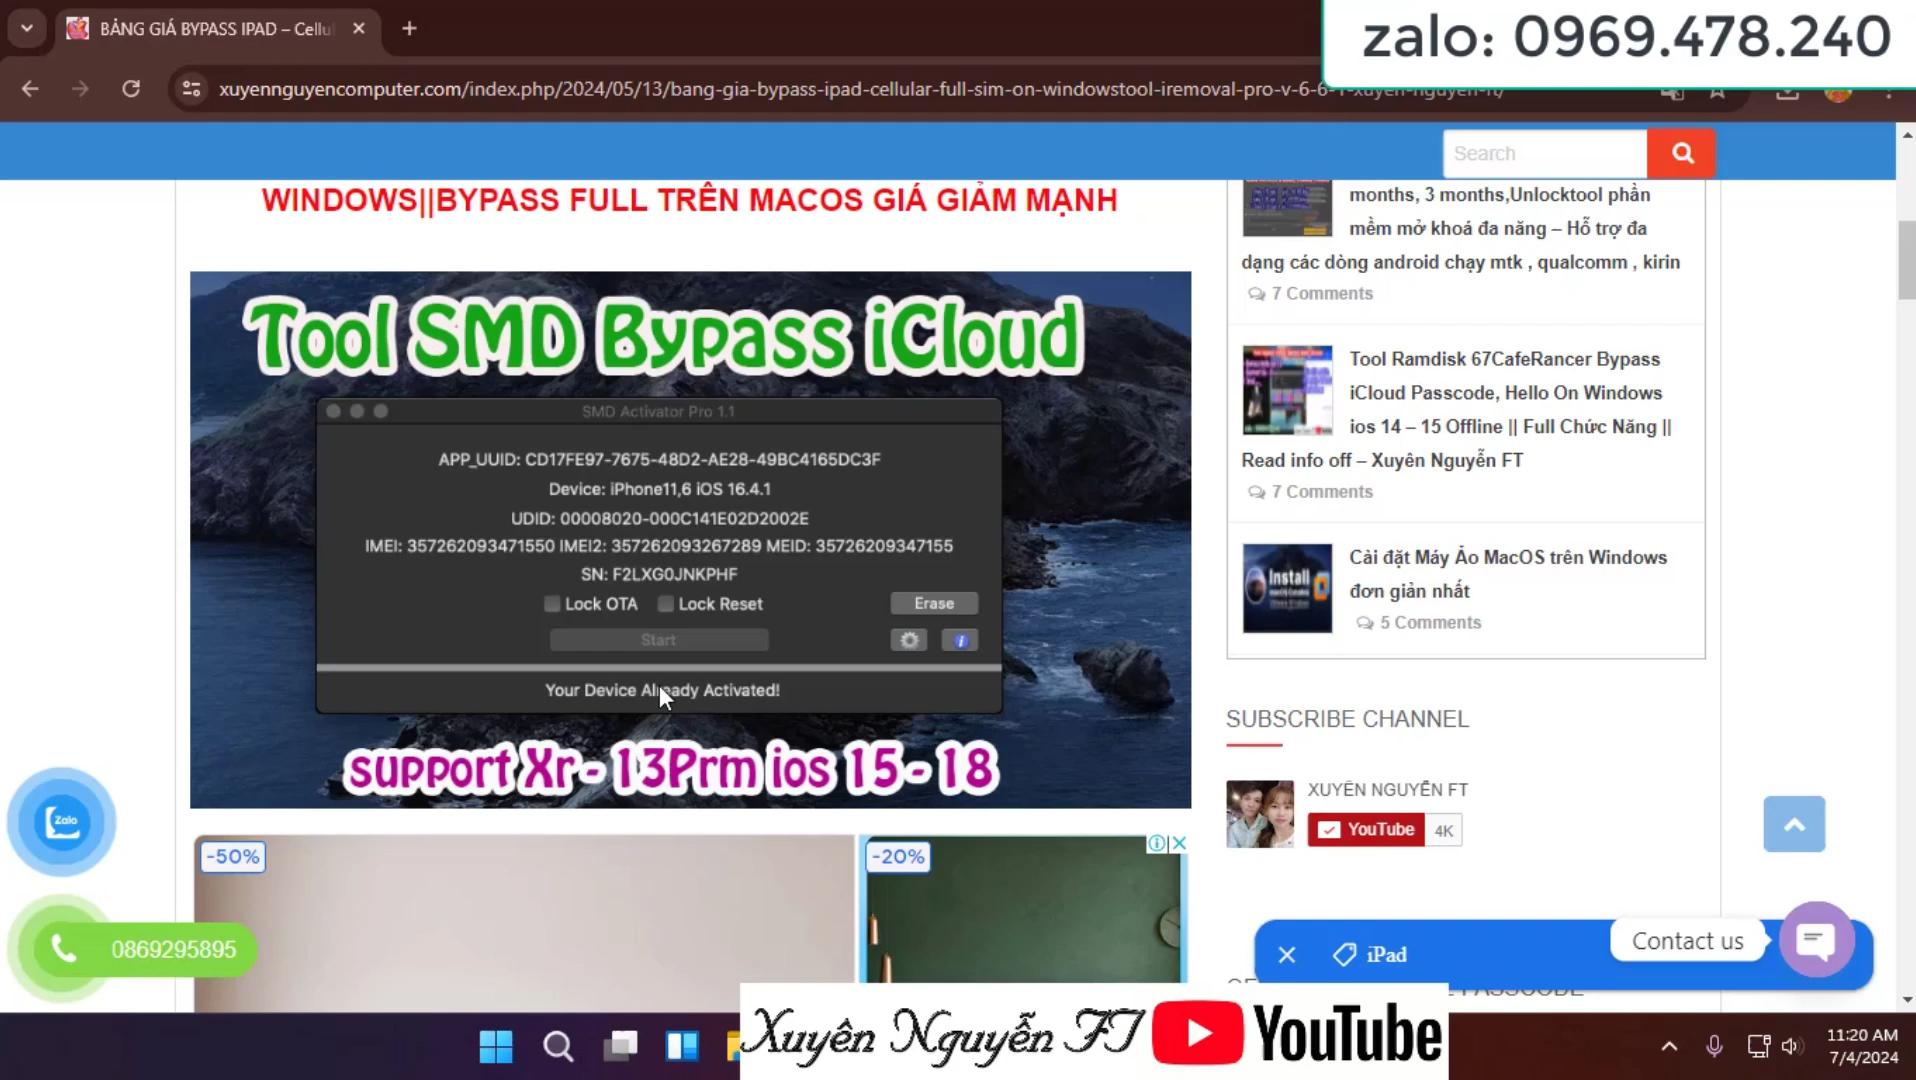 BẢNG GIÁ BYPASS IPAD – Cellu
zalo: 0969.478.240
xuyennguyencomputer.com/index.php/2024/05/13/bang-gia-bypass-ipad-cellular-full-sim-on-windowstool-iremoval-pro-v-6-6-1-xuyen-nguyen-ft/
Search
WINDOWS||BYPASS FULL TRÊN MACOS GIÁ GIẢM MẠNH
Tool SMD Bypass iCloud
SMD Activator Pro 1.1
APP_UUID: CD17FE97-7675-48D2-AE28-49BC4165DC3F
Device: iPhone11,6 iOS 16.4.1
UDID: 00008020-000C141E02D2002E
IMEI: 357262093471550 IMEI2: 357262093267289 MEID: 35726209347155
SN: F2LXG0JNKPHF
Lock OTA
Lock Reset
Erase
Start
Your Device Already Activated!
support Xr - 13Prm ios 15 - 18
months, 3 months,Unlocktool phần
mềm mở khoá đa năng – Hỗ trợ đa
dạng các dòng android chạy mtk , qualcomm , kirin
7 Comments
Tool Ramdisk 67CafeRancer Bypass
iCloud Passcode, Hello On Windows
ios 14 – 15 Offline || Full Chức Năng ||
Read info off – Xuyên Nguyễn FT
7 Comments
Install
Cài đặt Máy Ảo MacOS trên Windows
đơn giản nhất
5 Comments
SUBSCRIBE CHANNEL
XUYÊN NGUYỄN FT
YouTube 4K
Zalo
0869295895
-50%
-20%
iPad
Contact us
Xuyên Nguyễn FT YouTube
11:20 AM
7/4/2024